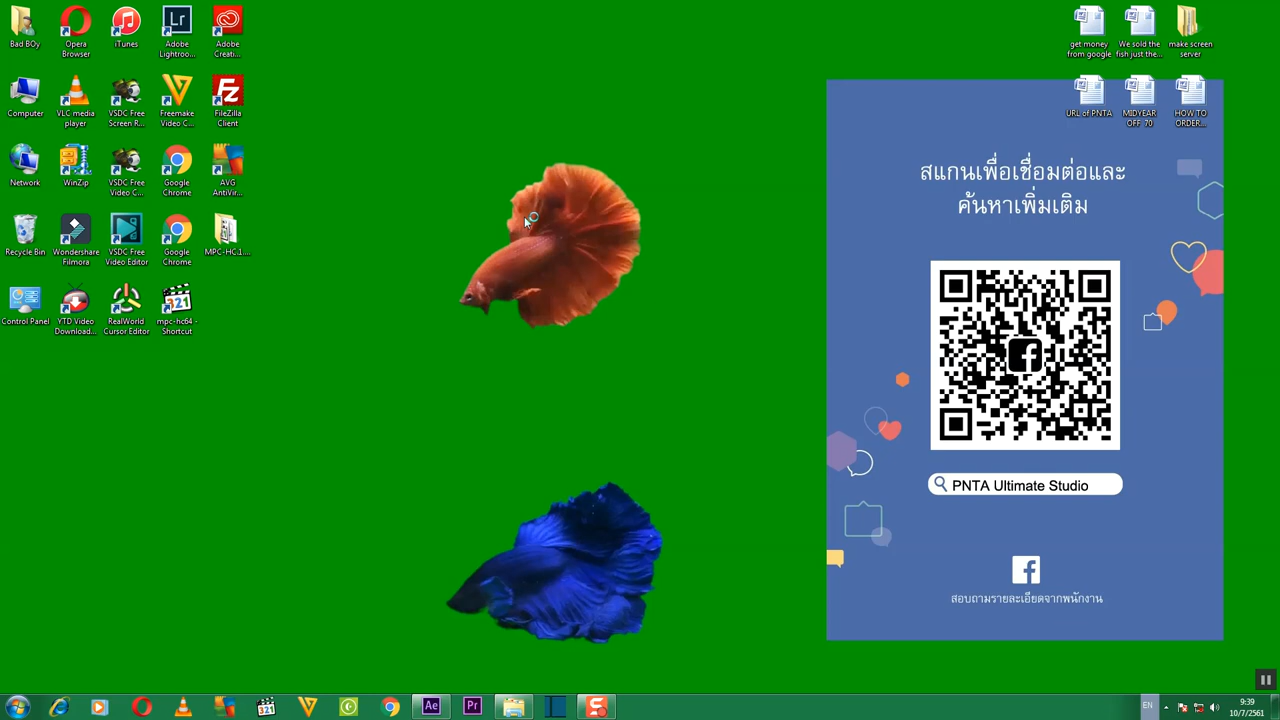 Bad BOy
Opera
Browser
iTunes
Lr
Adobe
Lightroo...
Adobe
Creati...
Computer
VLC media
player
VSDC Free
Screen R...
Freemake
Video C...
FZ
FileZilla
Client
Network
WinZip
VSDC Free
Video C...
Google
Chrome
AVG
AntiVir...
Recycle Bin
Wondershare
Filmora
VSDC Free
Video Editor
Google
Chrome
MPC-HC.1....
Control Panel
YTD Video
Download...
RealWorld
Cursor Editor
321
mpc-hc64 -
Shortcut
get money
from google
We sold the
fish just the...
make screen
server
URL of PNTA
MIDYEAR
OFF 70
HOW TO
ORDER...
สแกนเพื่อเชื่อมต่อและ
ค้นหาเพิ่มเติม
PNTA Ultimate Studio
สอบถามรายละเอียดจากพนักงาน
321
Ae
Pr
EN
9:39
10/7/2561